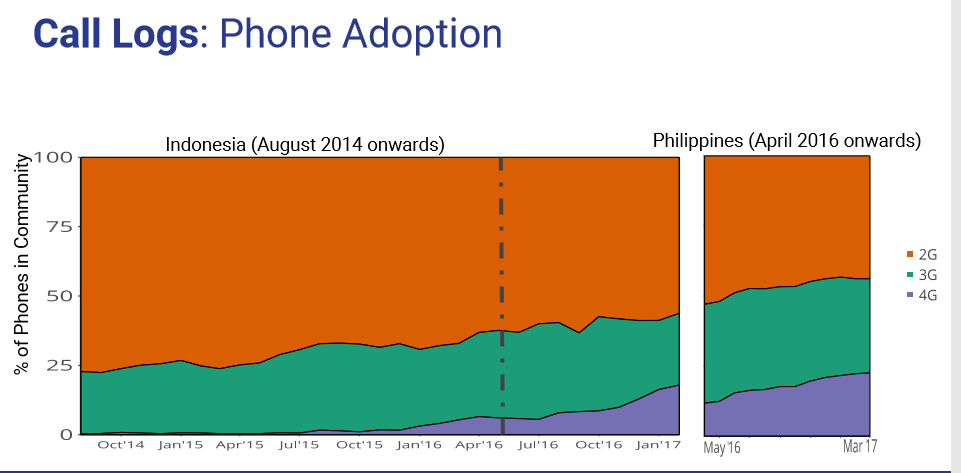 Call Logs: Phone Adoption
Indonesia (August 2014 onwards)
Philippines (April 2016 onwards)
% of Phones in Community
100
75
50
25
0
Oct'14 Jan'15 Apr'15 Jul'15 Oct'15 Jan'16 Apr'16 Jul'16 Oct'16 Jan'17
May'16 Mar 17
2G
3G
4G